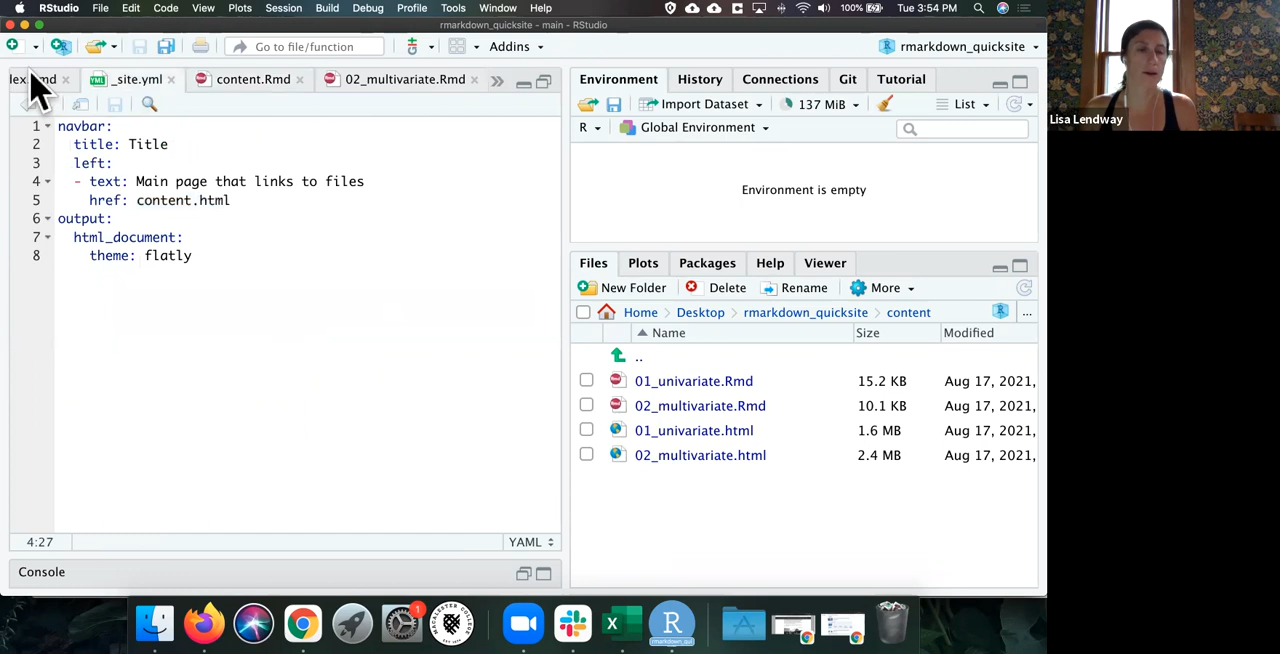 RStudio File Edit Code View Plots Session Build Debug Profile Tools Window Help 100% Tue 3:54 PM
rmarkdown_quicksite - main - RStudio
Go to file/function Addins rmarkdown_quicksite
_site.yml content.Rmd 02_multivariate.Rmd
1 navbar:
2 title: Title
3 left:
4 - text: Main page that links to files
5 href: content.html
6 output:
7 html_document:
8 theme: flatly
4:27 YAML
Console
Environment History Connections Git Tutorial
Import Dataset 137 MiB List
R Global Environment
Environment is empty
Files Plots Packages Help Viewer
New Folder Delete Rename More
Home Desktop rmarkdown_quicksite content ...
Name Size Modified
..
01_univariate.Rmd 15.2 KB Aug 17, 2021,
02_multivariate.Rmd 10.1 KB Aug 17, 2021,
01_univariate.html 1.6 MB Aug 17, 2021,
02_multivariate.html 2.4 MB Aug 17, 2021,
Lisa Lendway
1
X
R
rmarkdown_qui